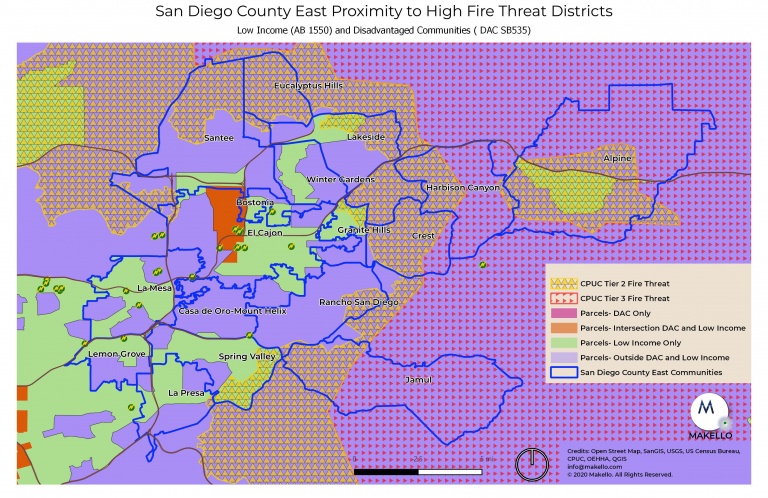 San Diego County East Proximity to High Fire Threat Districts
Low Income (AB 1550) and Disadvantaged Communities ( DAC SB535)
Eucalyptus Hills
Santee
Lakeside
Alpine
Winter Gardens
Harbison Canyon
Bostonia
El Cajon
Granite Hills
Crest
La Mesa
Rancho San Diego
Casa de Oro-Mount Helix
Lemon Grove
Spring Valley
La Presa
Jamul
CPUC Tier 2 Fire Threat
CPUC Tier 3 Fire Threat
Parcels- DAC Only
Parcels- Intersection DAC and Low Income
Parcels- Low Income Only
Parcels- Outside DAC and Low Income
San Diego County East Communities
M
MAKELLO
0 2.5 5 mi
Credits: Open Street Map, SanGIS, USGS, US Census Bureau,
CPUC, OEHHA, QGIS
info@makello.com
© 2020 Makello. All Rights Reserved.